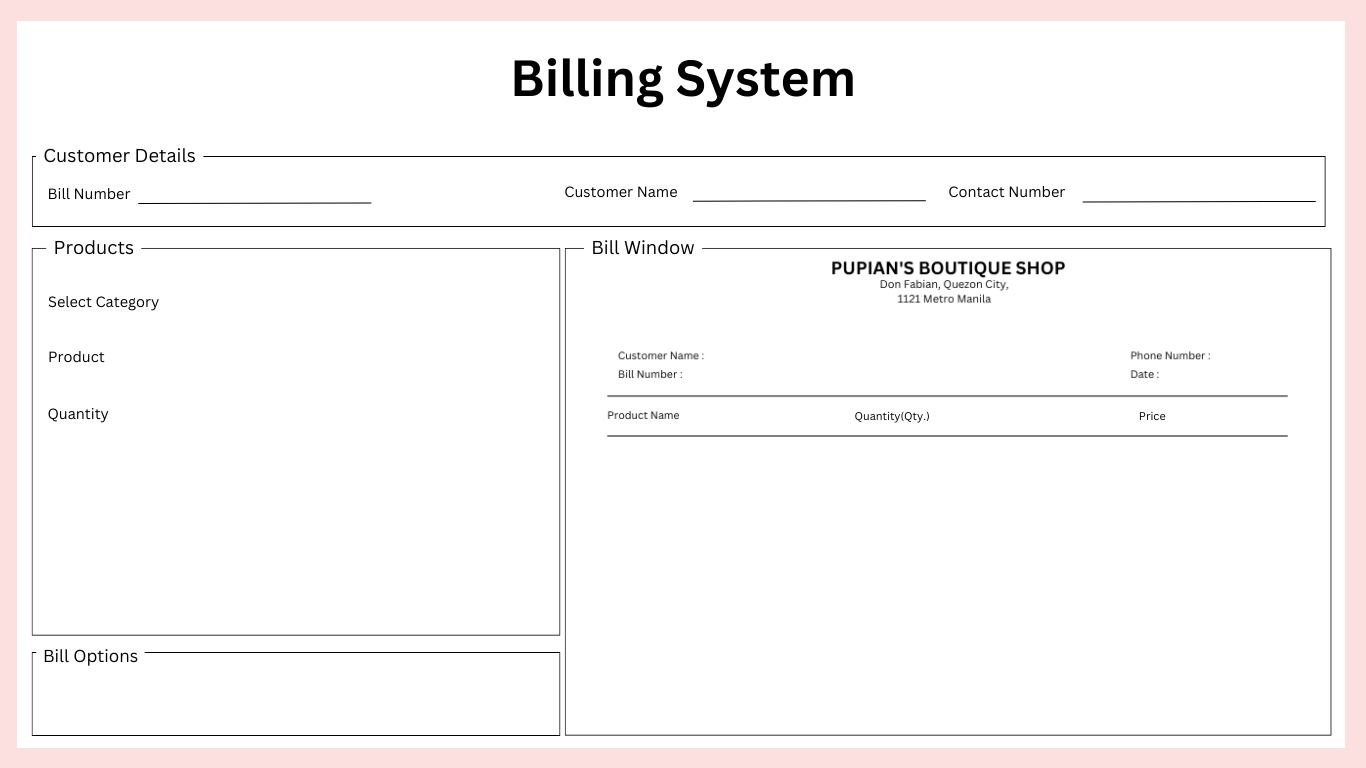 Billing System
Customer Details
Bill Number
Customer Name
Contact Number
Products
Select Category
Product
Quantity
Bill Options
Bill Window
PUPIAN'S BOUTIQUE SHOP
Don Fabian, Quezon City,
1121 Metro Manila
Customer Name :
Phone Number :
Bill Number :
Date :
Product Name
Quantity(Qty.)
Price